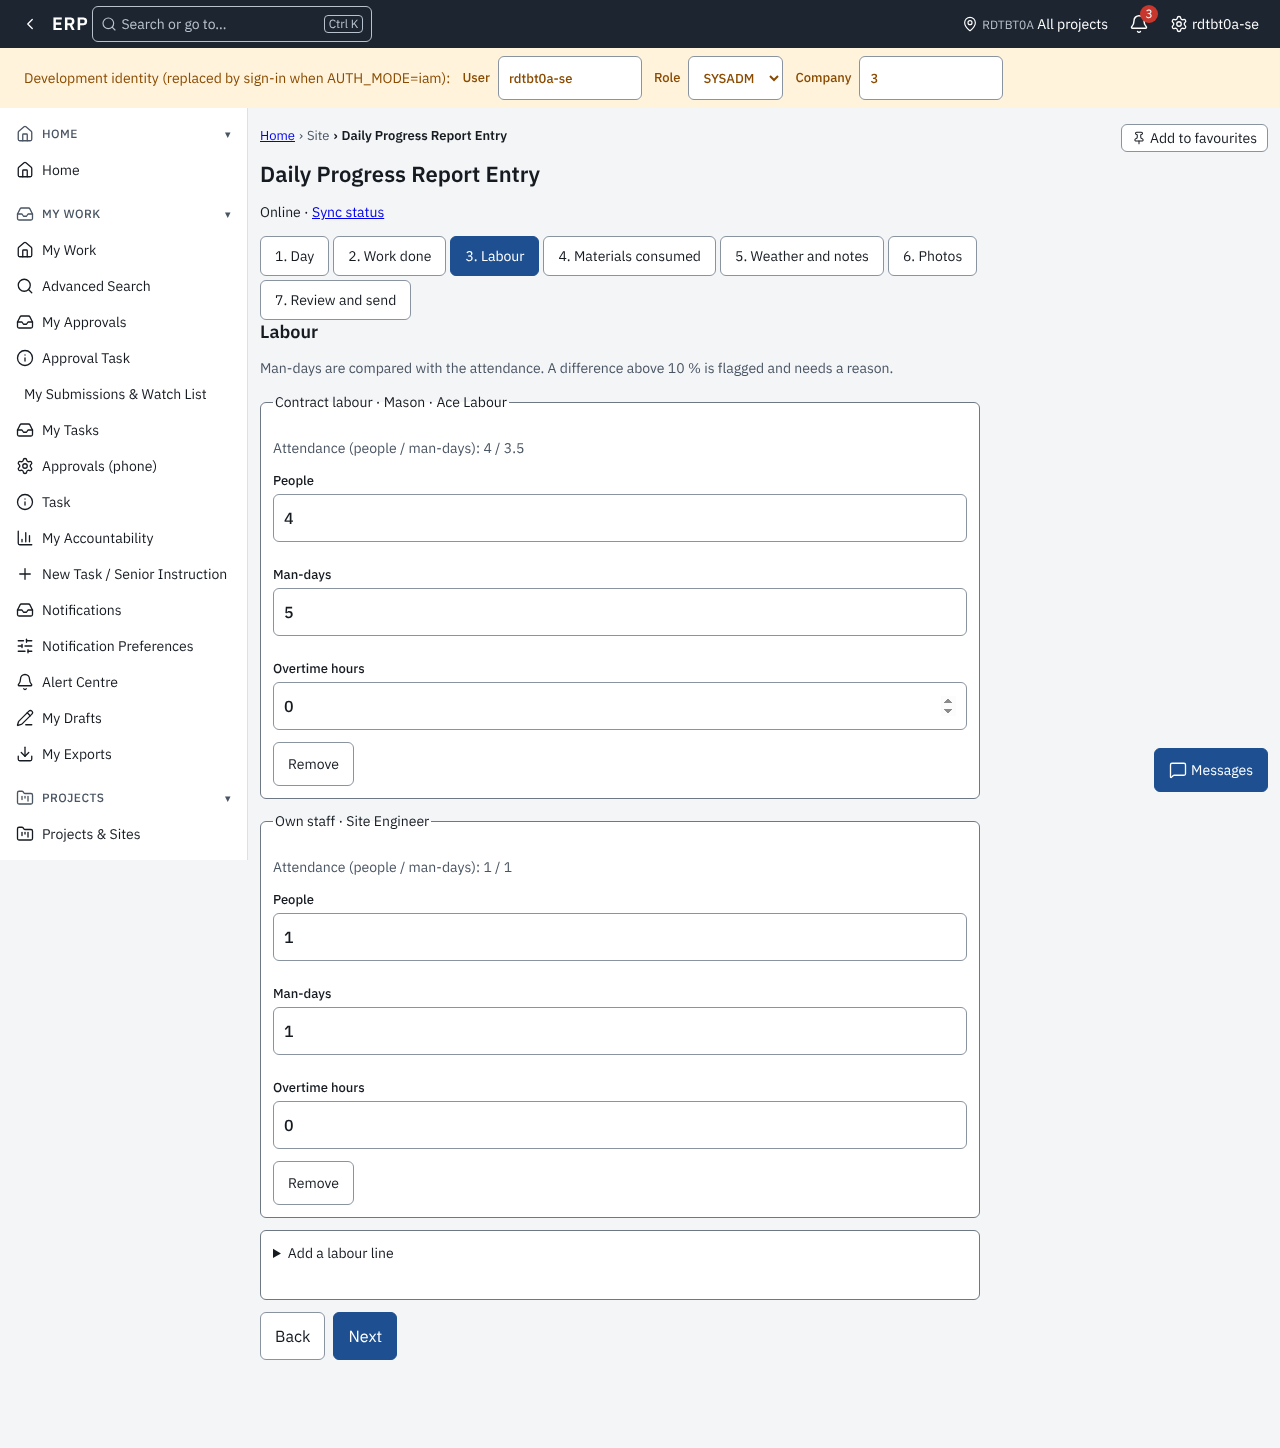 ERP
Search or go to...
Ctrl K
RDTBT0A All projects
3
rdtbt0a-se
Development identity (replaced by sign-in when AUTH_MODE=iam):
User
rdtbt0a-se
Role
SYSADM
Company
3
HOME
Home
MY WORK
My Work
Advanced Search
My Approvals
Approval Task
My Submissions & Watch List
My Tasks
Approvals (phone)
Task
My Accountability
New Task / Senior Instruction
Notifications
Notification Preferences
Alert Centre
My Drafts
My Exports
PROJECTS
Projects & Sites
Home › Site › Daily Progress Report Entry
Add to favourites
Daily Progress Report Entry
Online · Sync status
1. Day
2. Work done
3. Labour
4. Materials consumed
5. Weather and notes
6. Photos
7. Review and send
Labour
Man-days are compared with the attendance. A difference above 10 % is flagged and needs a reason.
Contract labour · Mason · Ace Labour
Attendance (people / man-days): 4 / 3.5
People
4
Man-days
5
Overtime hours
0
Remove
Messages
Own staff · Site Engineer
Attendance (people / man-days): 1 / 1
People
1
Man-days
1
Overtime hours
0
Remove
Add a labour line
Back
Next